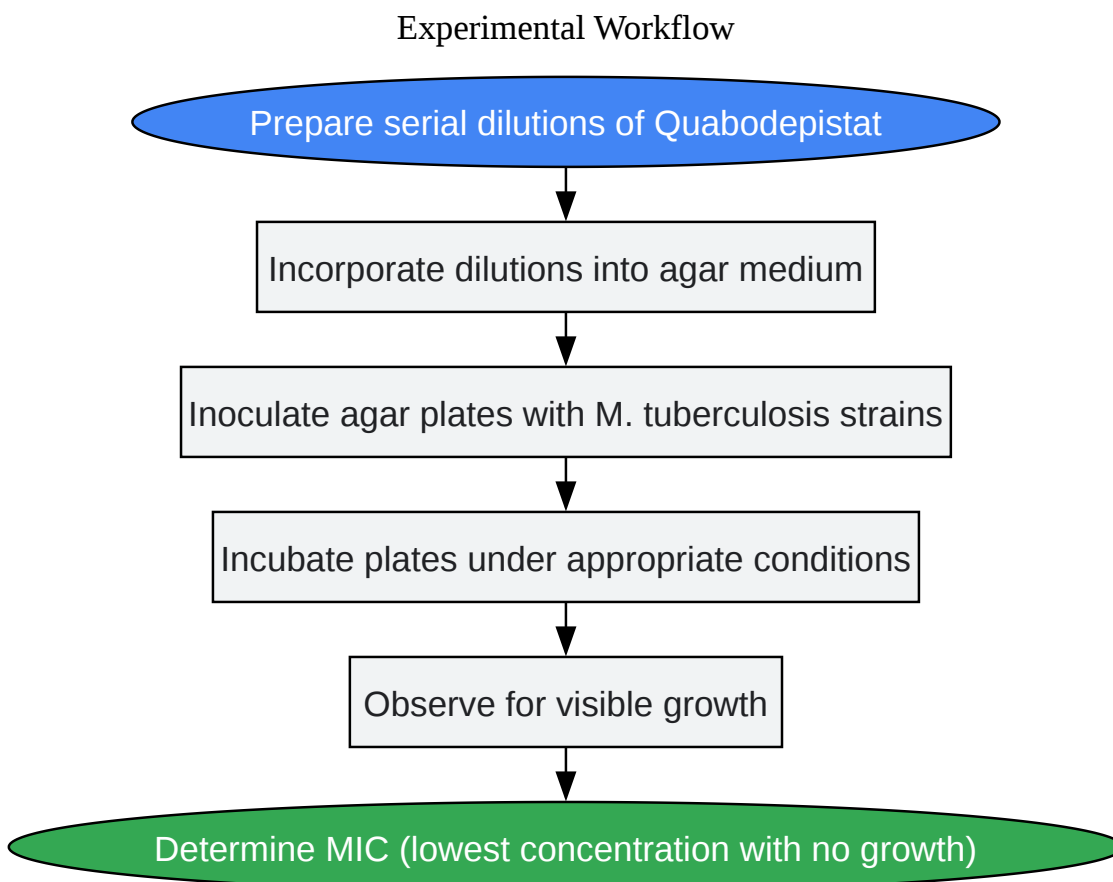 Experimental Workflow
Prepare serial dilutions of Quabodepistat
Incorporate dilutions into agar medium
Inoculate agar plates with M. tuberculosis strains
Incubate plates under appropriate conditions
Observe for visible growth
Determine MIC (lowest concentration with no growth)